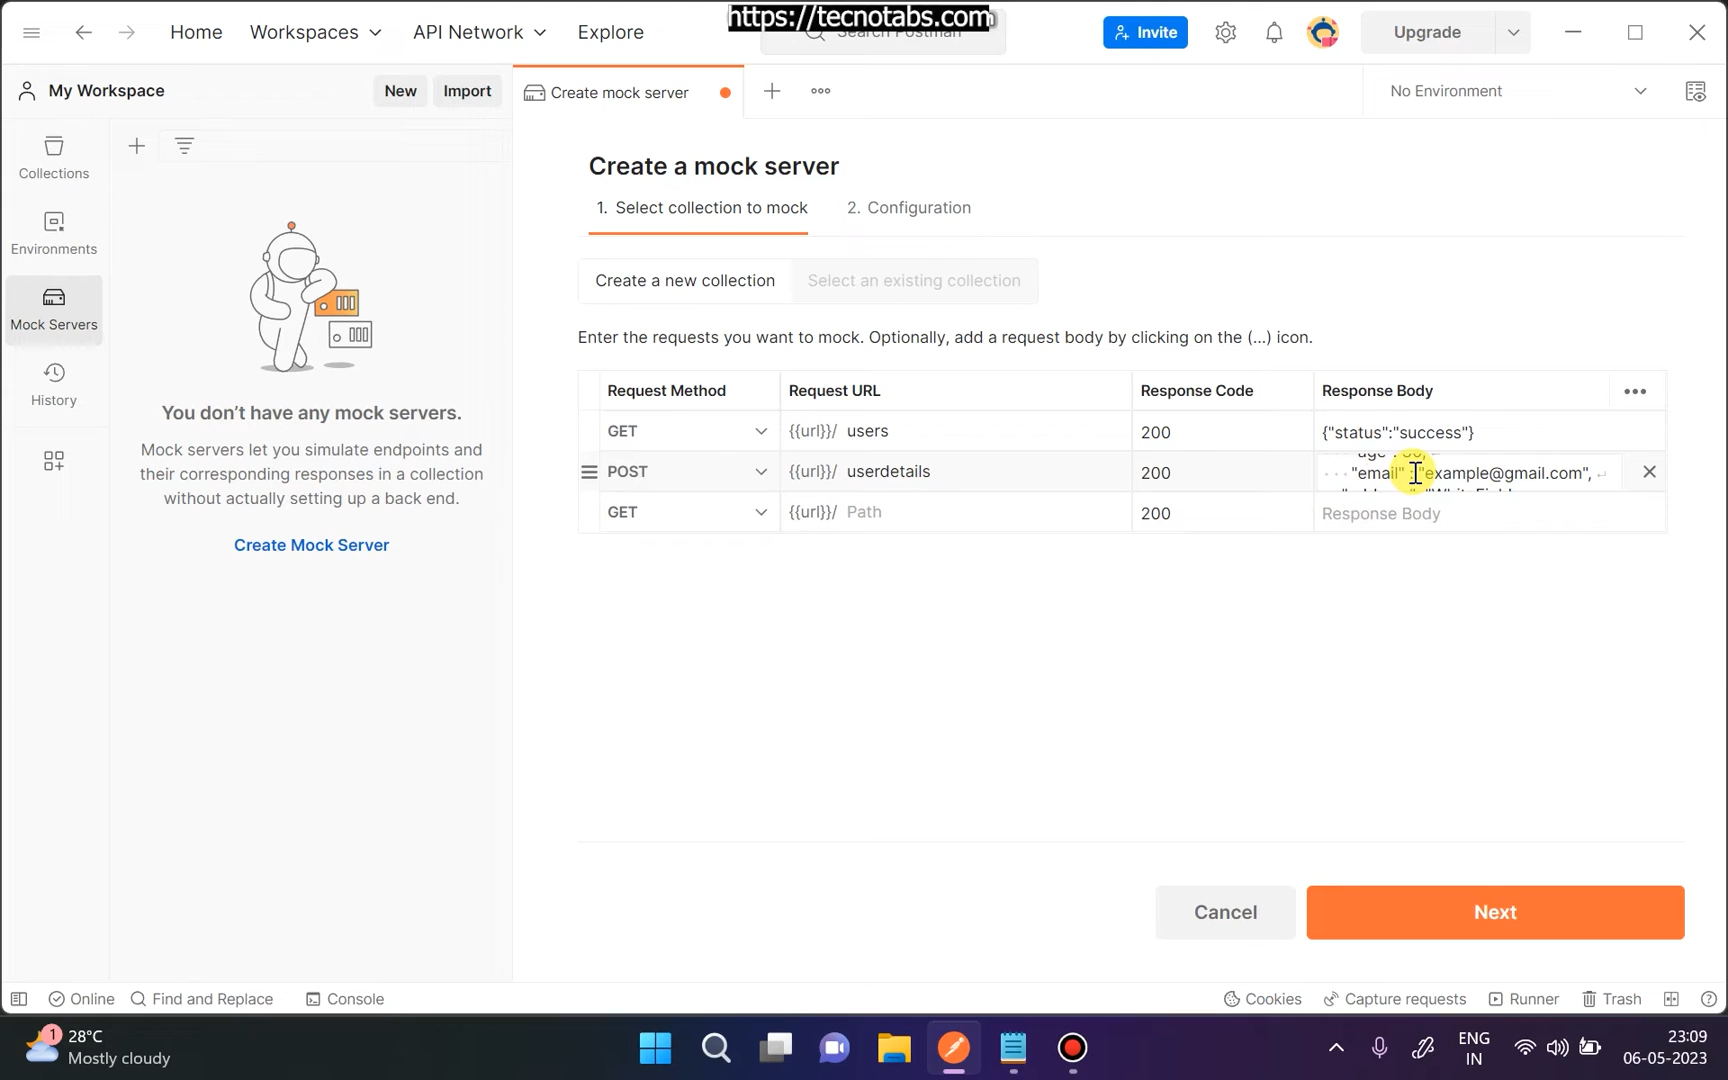 https://tecnotabs.com
Home Workspaces API Network Explore Search Postman Invite Upgrade
My Workspace New Import Create mock server No Environment
Collections
Environments
Mock Servers
History
You don't have any mock servers.
Mock servers let you simulate endpoints and
their corresponding responses in a collection
without actually setting up a back end.
Create Mock Server
Create a mock server
1. Select collection to mock 2. Configuration
Create a new collection Select an existing collection
Enter the requests you want to mock. Optionally, add a request body by clicking on the (...) icon.
Request Method Request URL Response Code Response Body
GET {{url}}/ users 200 {"status":"success"}
POST {{url}}/ userdetails 200 "email" : "example@gmail.com",
GET {{url}}/ Path 200 Response Body
Cancel Next
Online Find and Replace Console Cookies Capture requests Runner Trash
1 28°C
Mostly cloudy
ENG
IN
23:09
06-05-2023